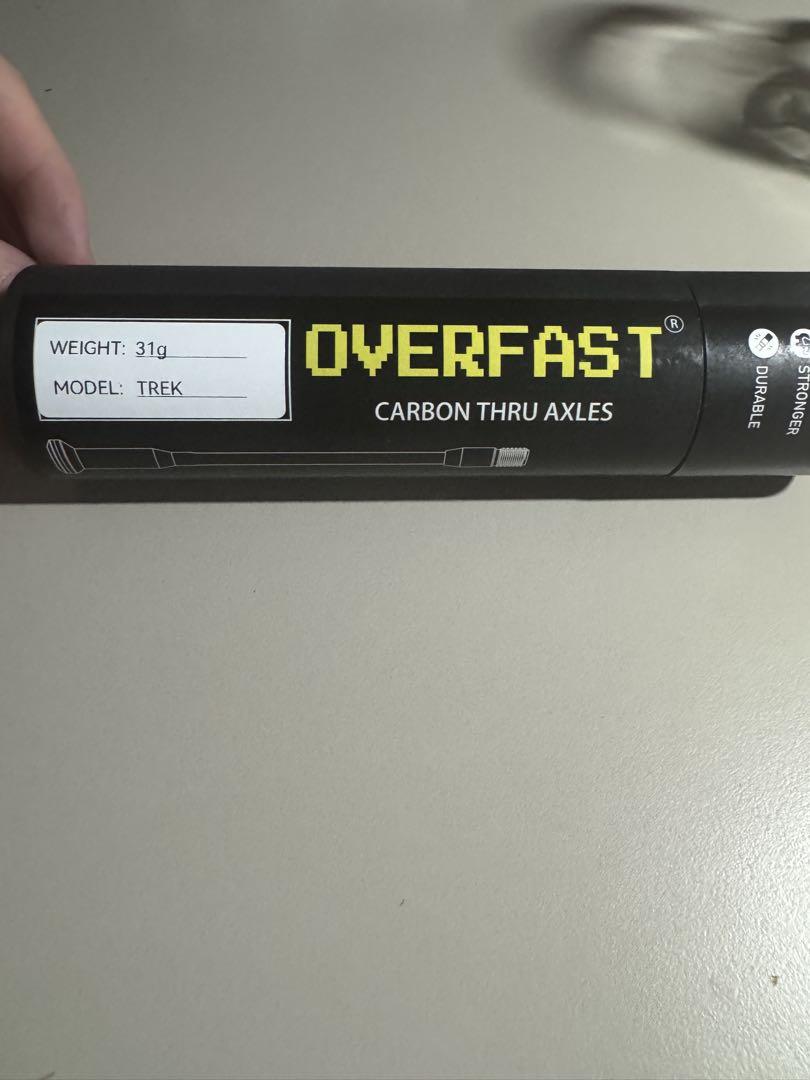 WEIGHT: 31g
MODEL: TREK
OVERFAST®
CARBON THRU AXLES
STRONGER
DURABLE